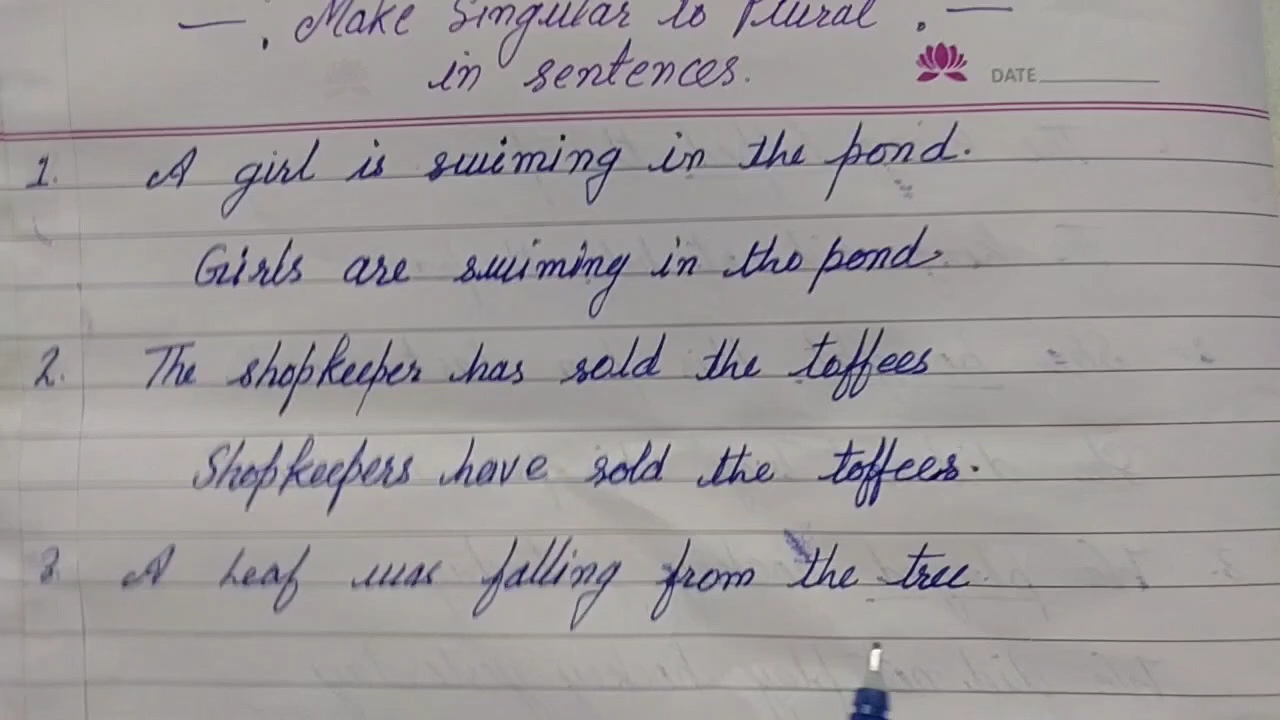 Make Singular to Plural
in sentences.
DATE
1. A girl is swiming in the pond.
Girls are swiming in the pond.
2. The shopkeeper has sold the toffees
Shopkeepers have sold the toffees.
3. A leaf was falling from the tree.